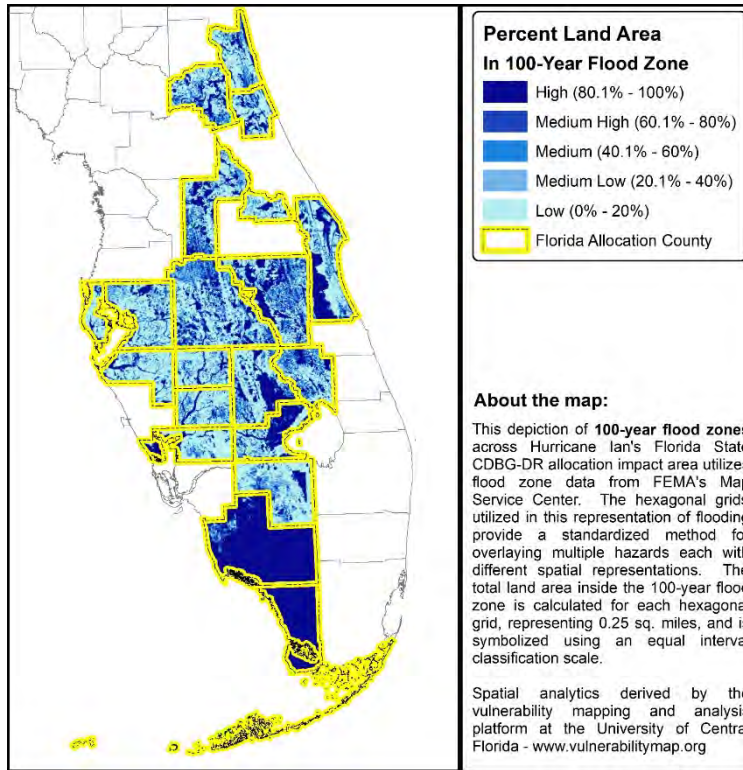 Percent Land Area
In 100-Year Flood Zone
High (80.1% - 100%)
Medium High (60.1% - 80%)
Medium (40.1% - 60%)
Medium Low (20.1% - 40%)
Low (0% - 20%)
Florida Allocation County
About the map:
This depiction of 100-year flood zones
across Hurricane Ian's Florida State
CDBG-DR allocation impact area utilizes
flood zone data from FEMA's Map
Service Center. The hexagonal grids
utilized in this representation of flooding
provide a standardized method fo
overlaying multiple hazards each with
different spatial representations. The
total land area inside the 100-year flood
zone is calculated for each hexagona
grid, representing 0.25 sq. miles, and is
symbolized using an equal interva
classification scale.
Spatial analytics derived by the
vulnerability mapping and analysis
platform at the University of Centra
Florida - www.vulnerabilitymap.org